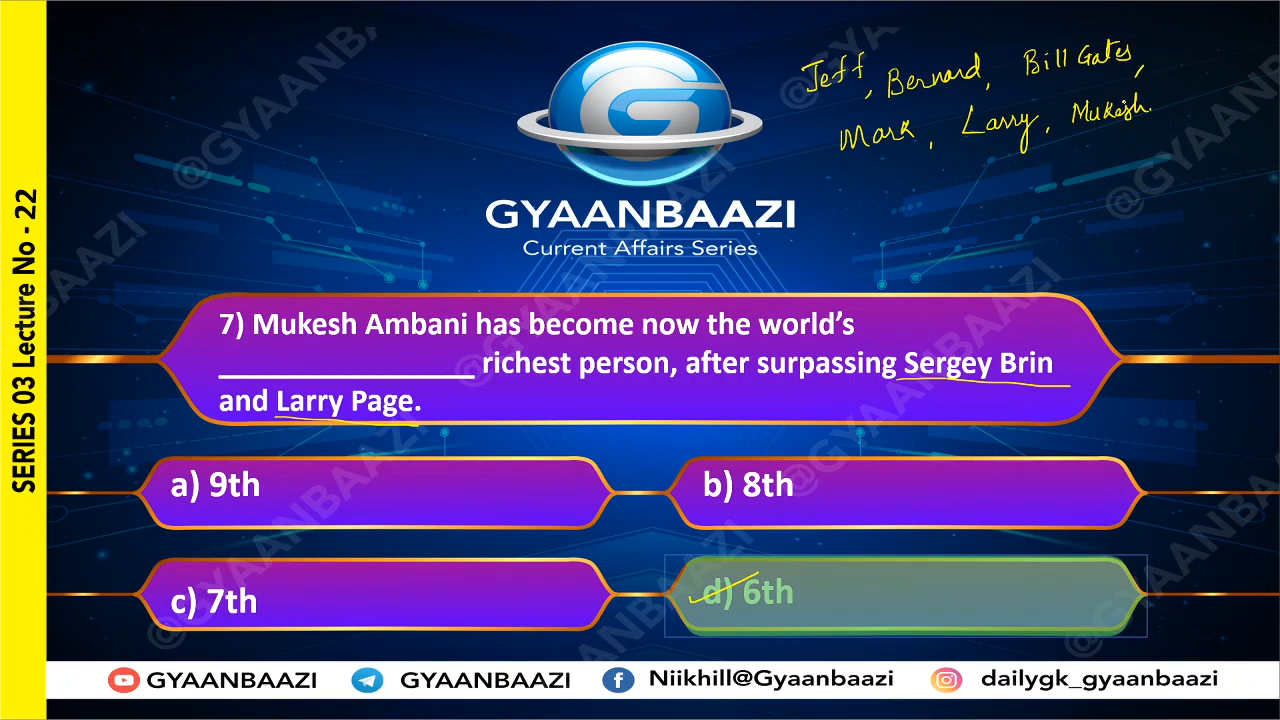 SERIES 03 Lecture No - 22
Jeff, Bernard, Bill Gates,
Mark, Larry, Mukesh.
GYAANBAAZI
Current Affairs Series
7) Mukesh Ambani has become now the world’s
________________ richest person, after surpassing Sergey Brin
and Larry Page.
a) 9th
b) 8th
c) 7th
d) 6th
GYAANBAAZI GYAANBAAZI Niikhill@Gyaanbaazi dailygk_gyaanbaazi
@GYAANBAAZI